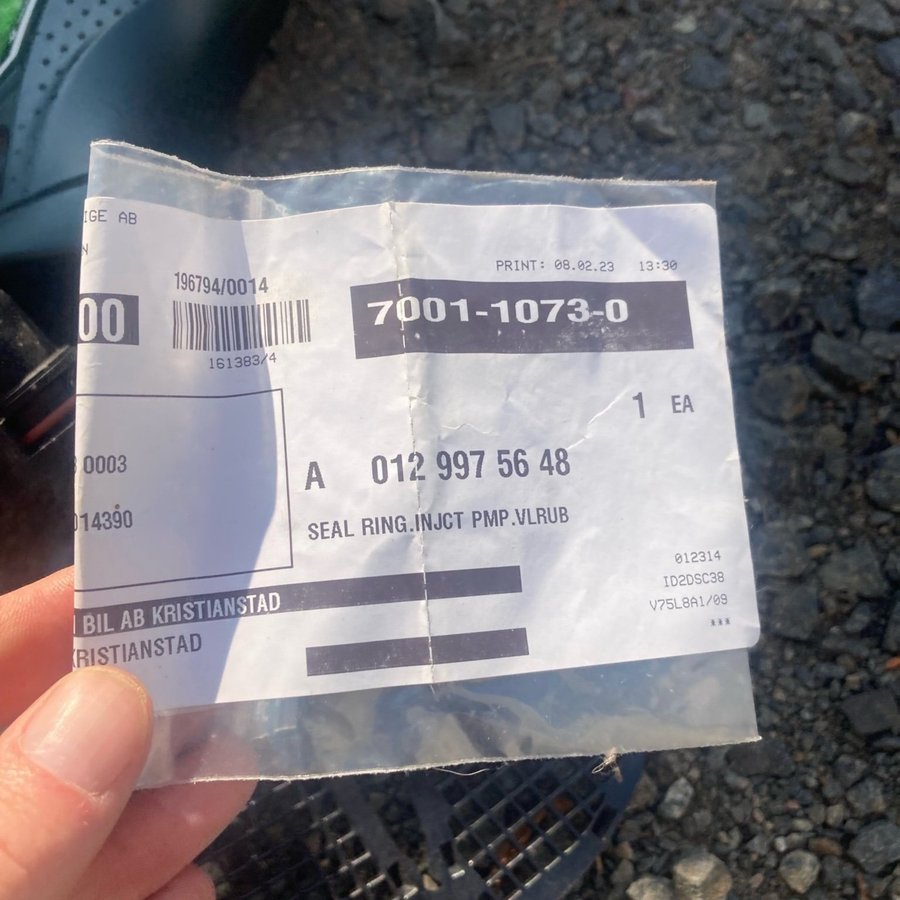 IGE AB
N
PRINT: 08.02.23 13:30
196794/0014
00
7001-1073-0
161383/4
1 EA
0003
A 012 997 56 48
14390
SEAL RING.INJCT PMP.VLRUB
012314
ID2DSC38
V75L8A1/09
***
BIL AB KRISTIANSTAD
KRISTIANSTAD